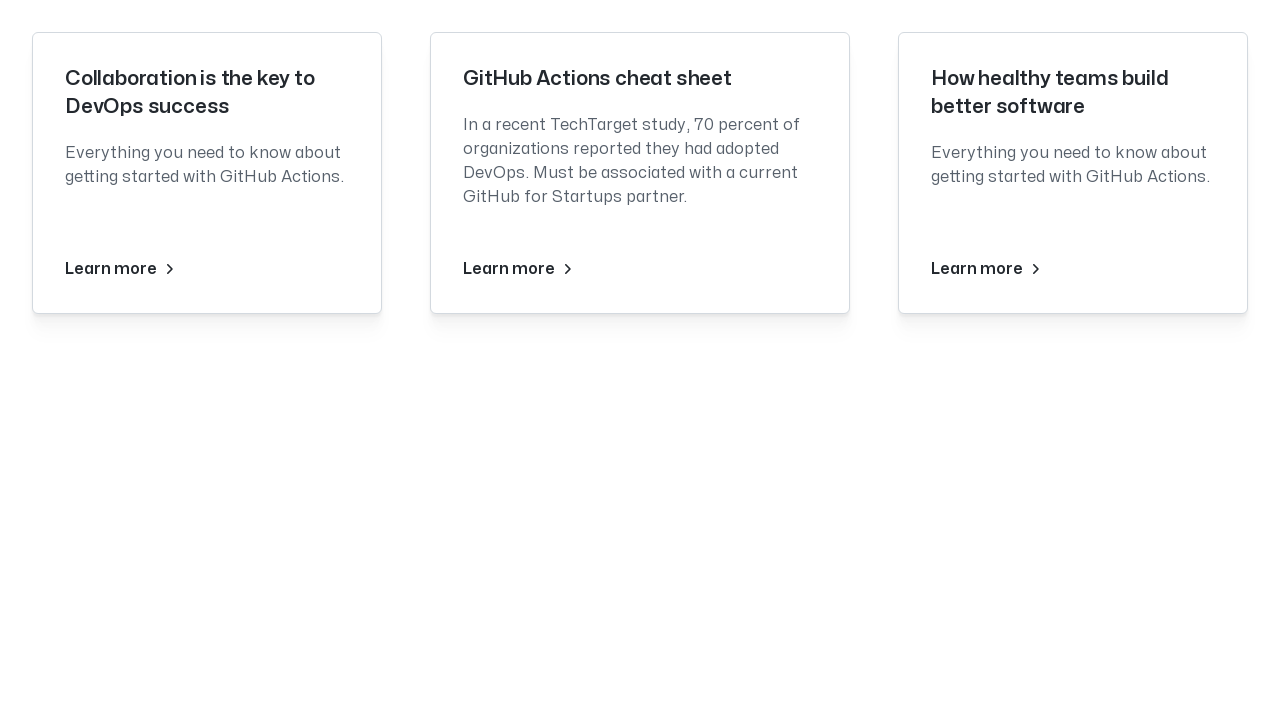 Collaboration is the key to
DevOps success
Everything you need to know about
getting started with GitHub Actions.
Learn more
GitHub Actions cheat sheet
In a recent TechTarget study, 70 percent of
organizations reported they had adopted
DevOps. Must be associated with a current
GitHub for Startups partner.
Learn more
How healthy teams build
better software
Everything you need to know about
getting started with GitHub Actions.
Learn more